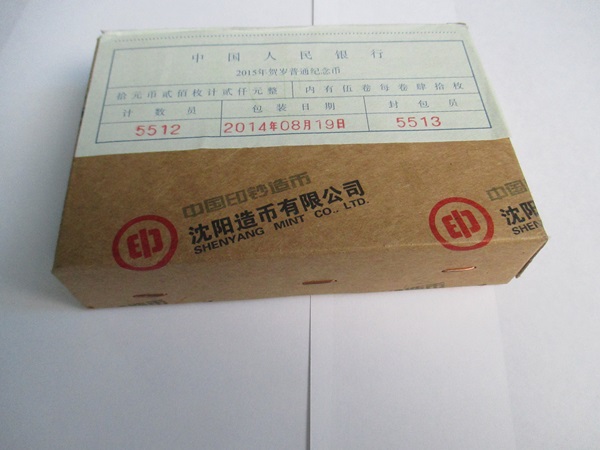 中国人民银行
2015年贺岁普通纪念币
拾元币贰佰枚计贰仟元整 内有伍卷每卷肆拾枚
计数员 包装日期 封包员
5512 2014年08月19日 5513
中国印钞造币
沈阳造币有限公司
SHENYANG MINT CO., LTD.
中国
沈阳
SHENY